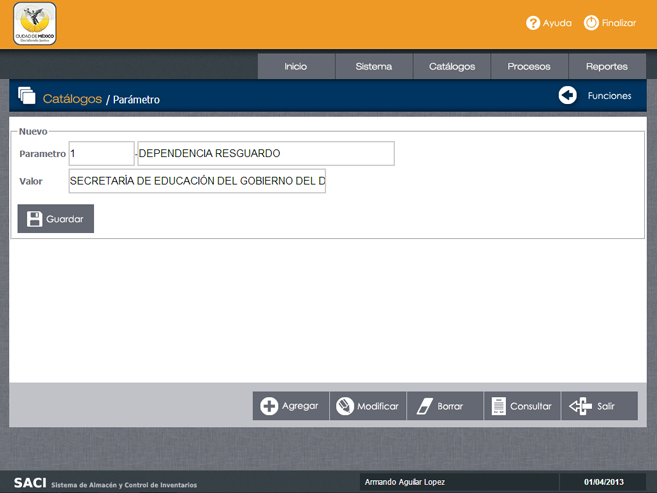 CIUDAD DE MÉXICO
Ayuda
Finalizar
Inicio
Sistema
Catálogos
Procesos
Reportes
Catálogos / Parámetro
Funciones
Nuevo
Parametro 1 -DEPENDENCIA RESGUARDO
Valor SECRETARÍA DE EDUCACIÓN DEL GOBIERNO DEL D
Guardar
Agregar
Modificar
Borrar
Consultar
Salir
SACI Sistema de Almacén y Control de Inventarios
Armando Aguilar Lopez
01/04/2013